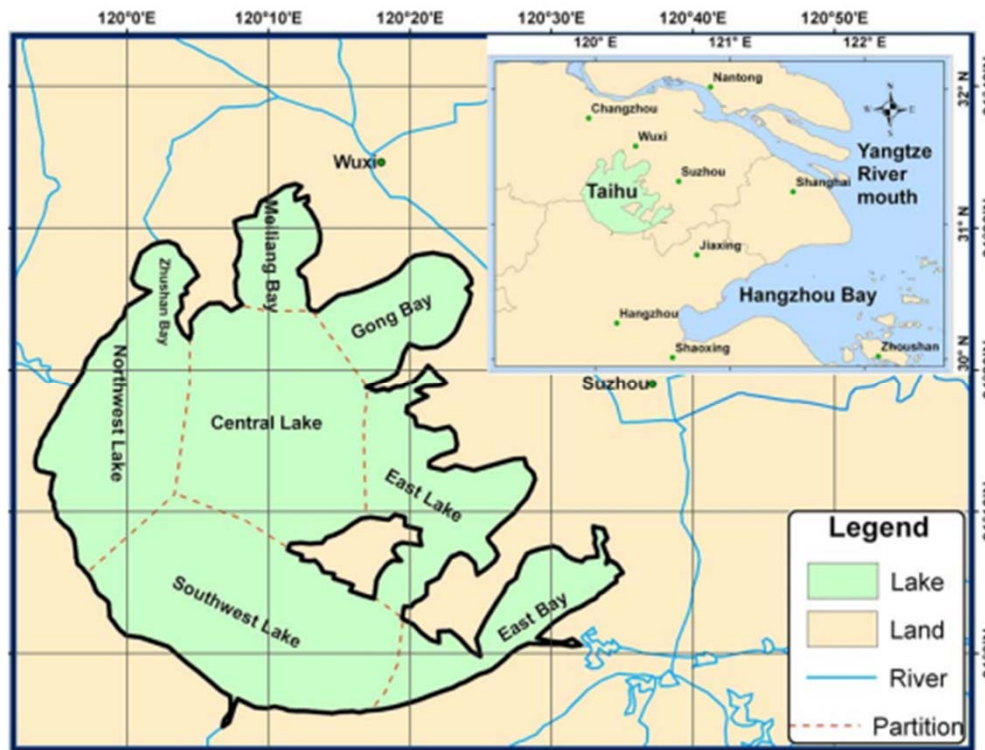 120°0'E
120°10'E
120°20'E
120°30'E
120°40'E
120°50'E
120° E
121° E
122° E
32° N
31° N
30° N
N
W
E
S
Nantong
Changzhou
Wuxi
Suzhou
Taihu
Shanghai
Yangtze
River
mouth
Jiaxing
Hangzhou Bay
Hangzhou
Shaoxing
Zhoushan
Wuxi
Meiliang Bay
Zhushan Bay
Gong Bay
Suzhou
Northwest Lake
Central Lake
East Lake
Southwest Lake
East Bay
Legend
Lake
Land
River
Partition